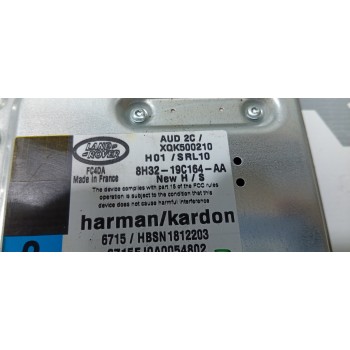 AUD 2C /
LAND-
-ROVER
XQK500210
H01 / SRL10
FC4DA
8H32-19C164-AA
Made in France
New H / S
The device complies with part 15 of the FCC rules
operation is subject to the condition that this
device does not cause harmful interference
harman/kardon
6715 / HBSN1812203